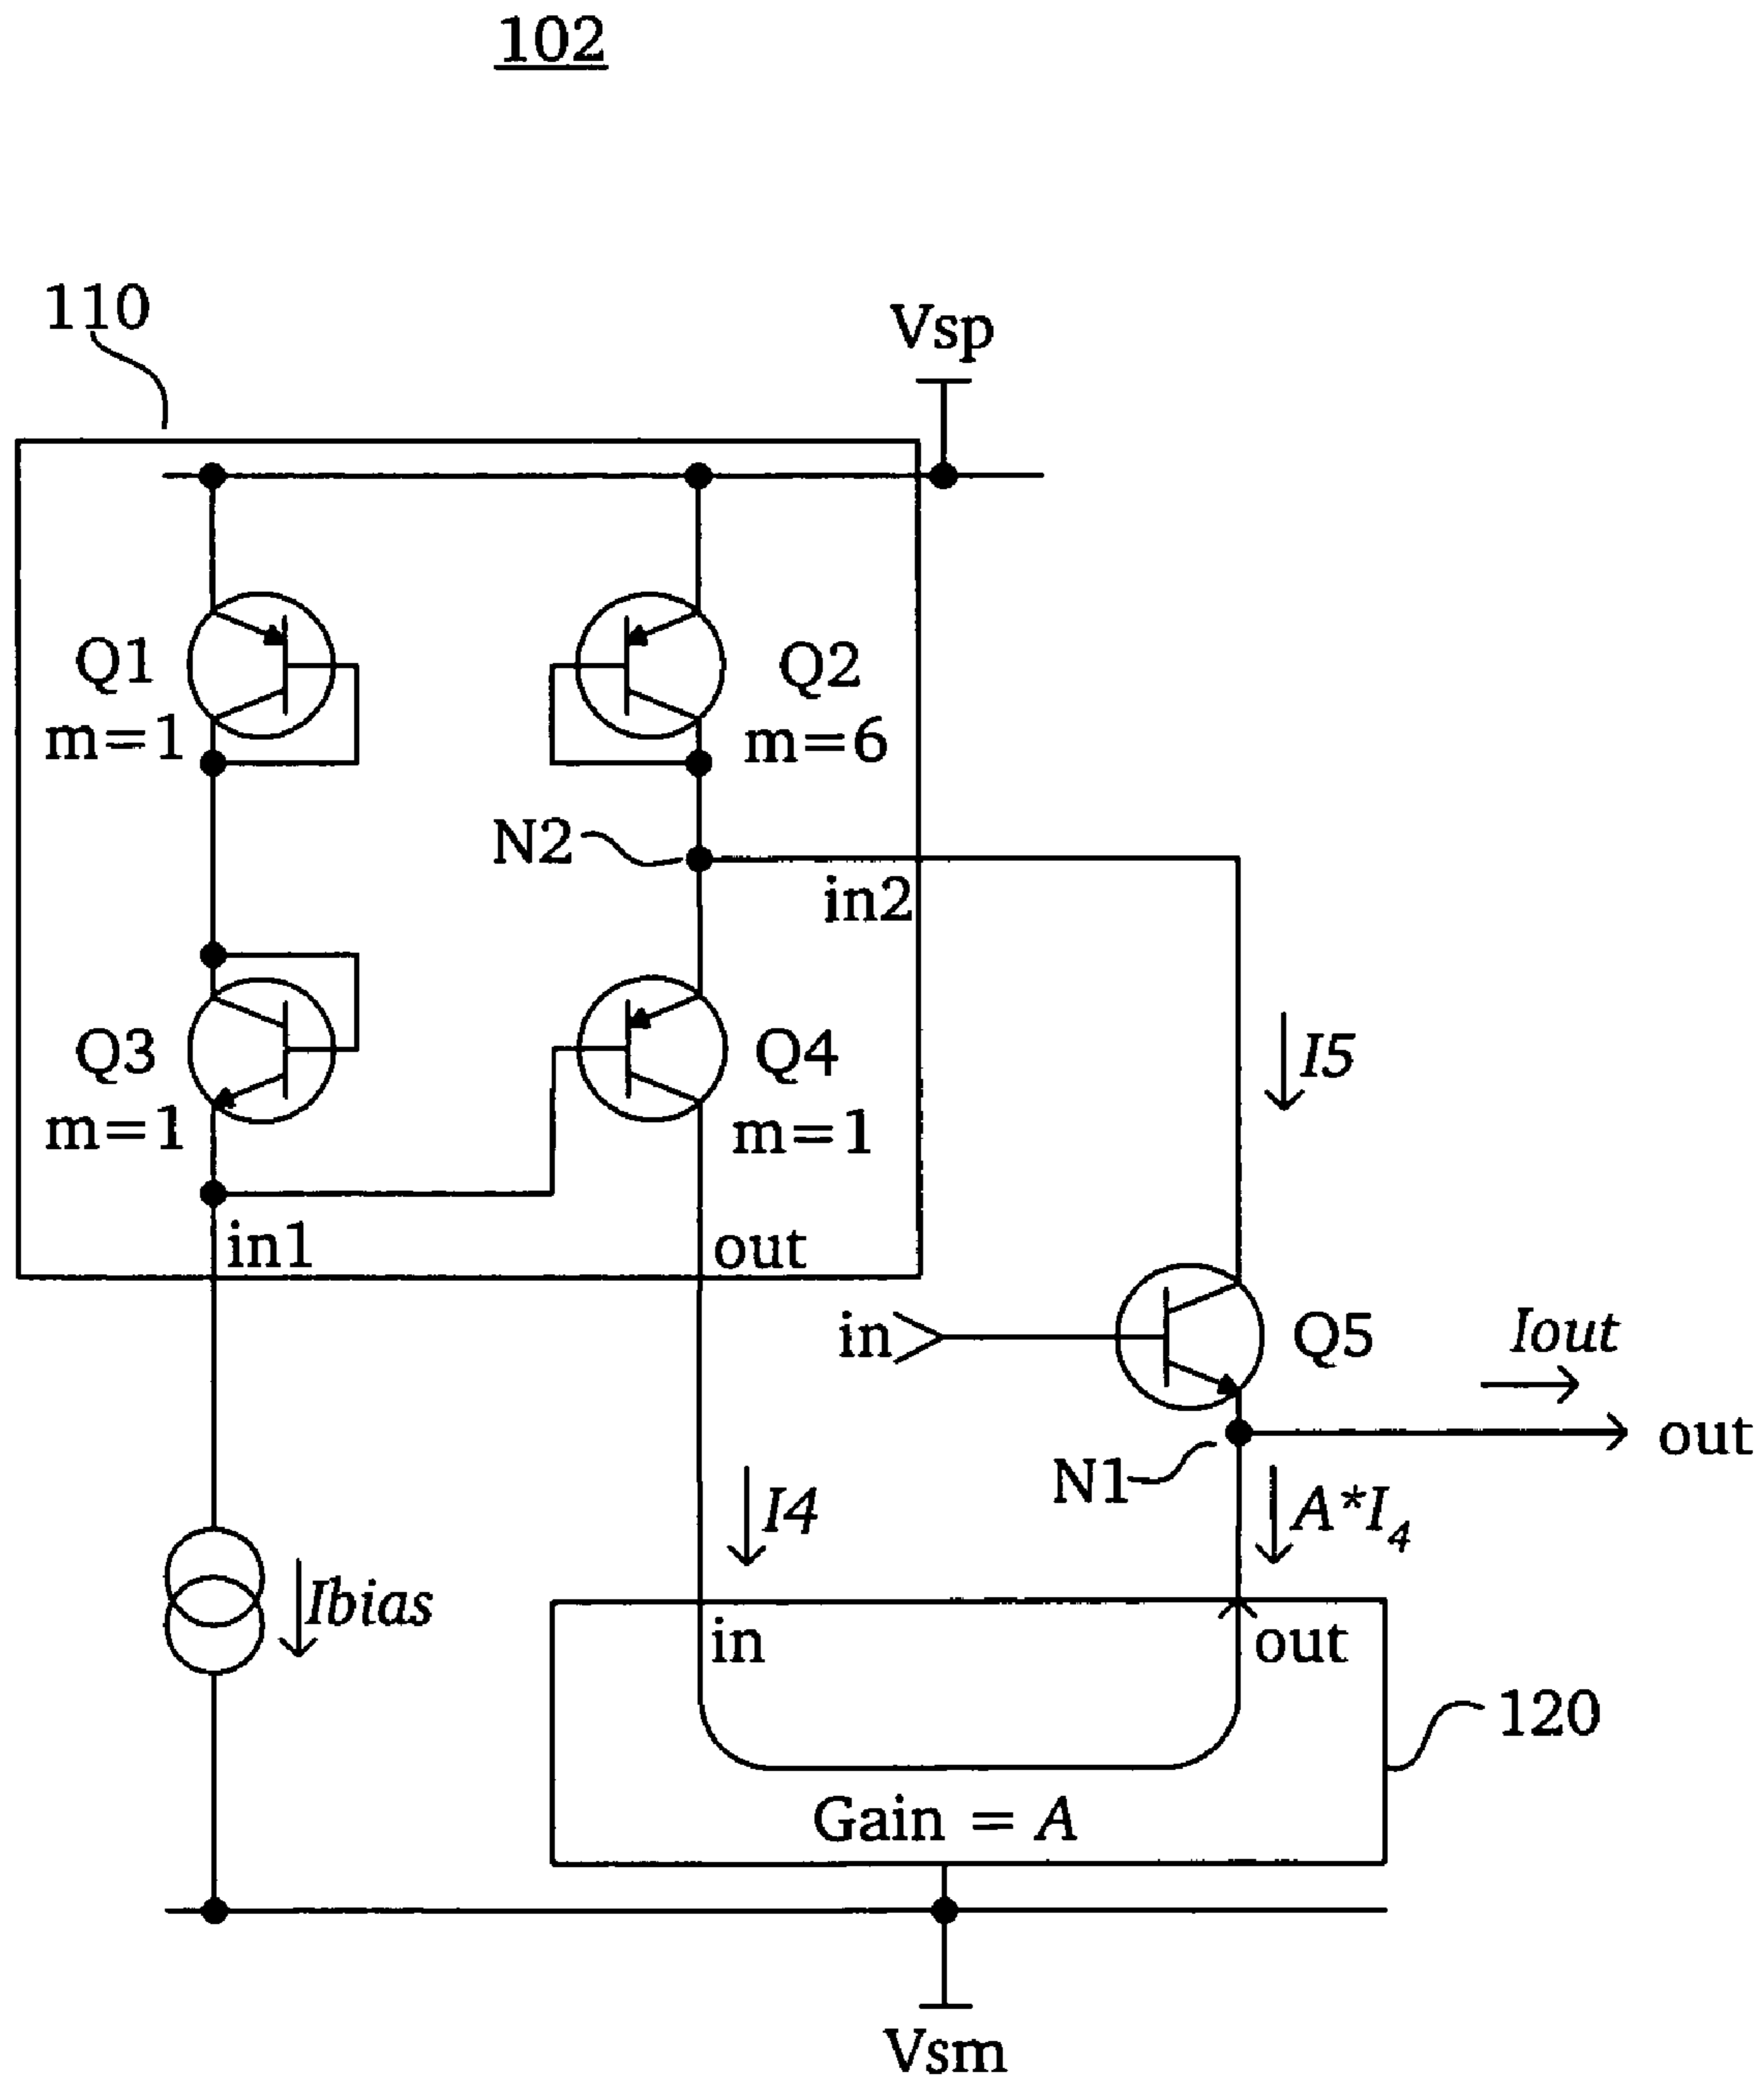 102
110
Vsp
Q1
m=1
Q2
m=6
N2
in2
Q3
m=1
Q4
m=1
I5
in1
out
in
Q5
Iout
out
N1
I4
A*I4
Ibias
in
out
120
Gain = A
Vsm